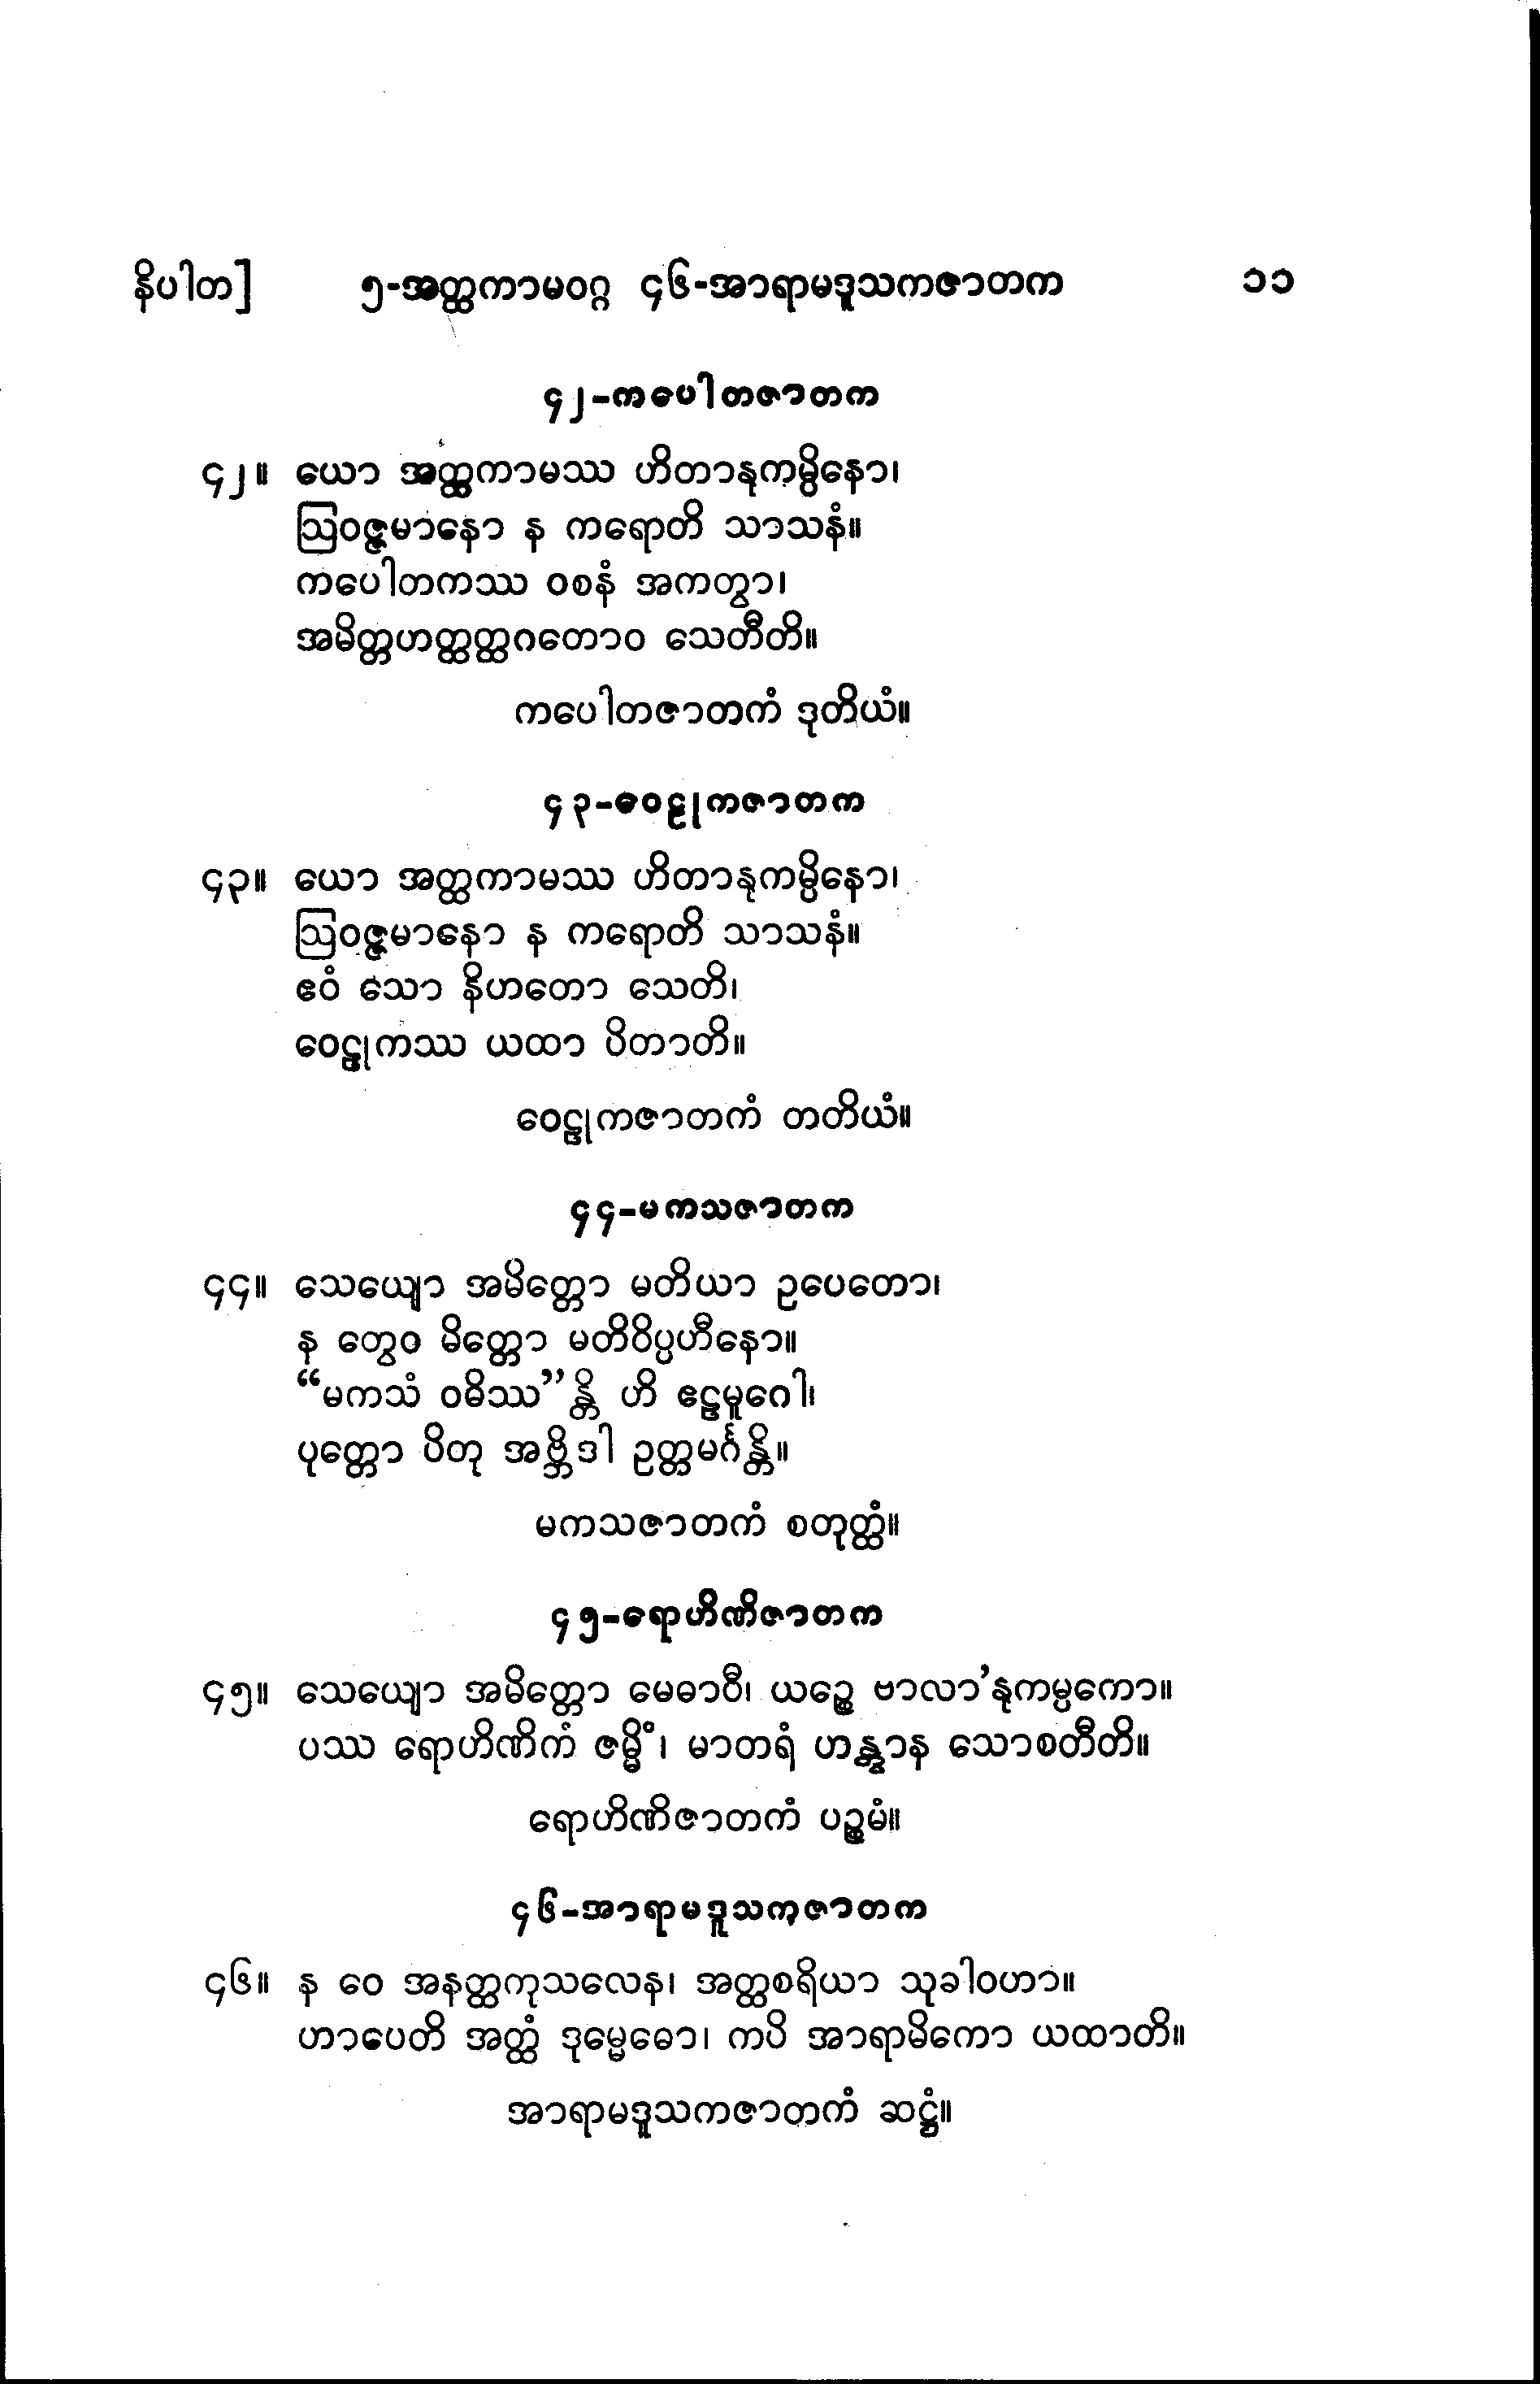 နိပါတ] ၅-အတ္ထကာမဝဂ္ဂ ၄၆-အာရာမဒူသကဇာတက ၁၁
၄၂-ကပေါတဇာတက
၄၂။ ယော အတ္ထကာမဿ ဟိတာနုကမ္ပိနော၊
ဩဝဇ္ဇမာနော န ကရောတိ သာသနံ။
ကပေါတကဿ ဝစနံ အကတွာ၊
အမိတ္တဟတ္ထတ္ထဂတောဝ သေတီတိ။
ကပေါတဇာတကံ ဒုတိယံ။
၄၃-ဝေဠုကဇာတက
၄၃။ ယော အတ္ထကာမဿ ဟိတာနုကမ္ပိနော၊
ဩဝဇ္ဇမာနော န ကရောတိ သာသနံ။
ဧဝံ သော နိဟတော သေတိ၊
ဝေဠုကဿ ယထာ ပိတာတိ။
ဝေဠုကဇာတကံ တတိယံ။
၄၄-မကသဇာတက
၄၄။ သေယျော အမိတ္တော မတိယာ ဥပေတော၊
န တွေဝ မိတ္တော မတိဝိပ္ပဟီနော။
“မကသံ ဝဓိဿ”န္တိ ဟိ ဧဠမူဂေါ၊
ပုတ္တော ပိတု အဗ္ဘိဒါ ဥတ္တမင်္ဂန္တိ။
မကသဇာတကံ စတုတ္ထံ။
၄၅-ရောဟိဏိဇာတက
၄၅။ သေယျော အမိတ္တော မေဓာဝီ၊ ယဉ္စေ ဗာလာ’နုကမ္ပကော။
ပဿ ရောဟိဏိကံ ဇမ္မိံ၊ မာတရံ ဟန္တွာန သောစတီတိ။
ရောဟိဏိဇာတကံ ပဉ္စမံ။
၄၆-အာရာမဒူသကဇာတက
၄၆။ န ဝေ အနတ္ထကုသလေန၊ အတ္ထစရိယာ သုခါဝဟာ။
ဟာပေတိ အတ္ထံ ဒုမ္မေဓော၊ ကပိ အာရာမိကော ယထာတိ။
အာရာမဒူသကဇာတကံ ဆဋ္ဌံ။